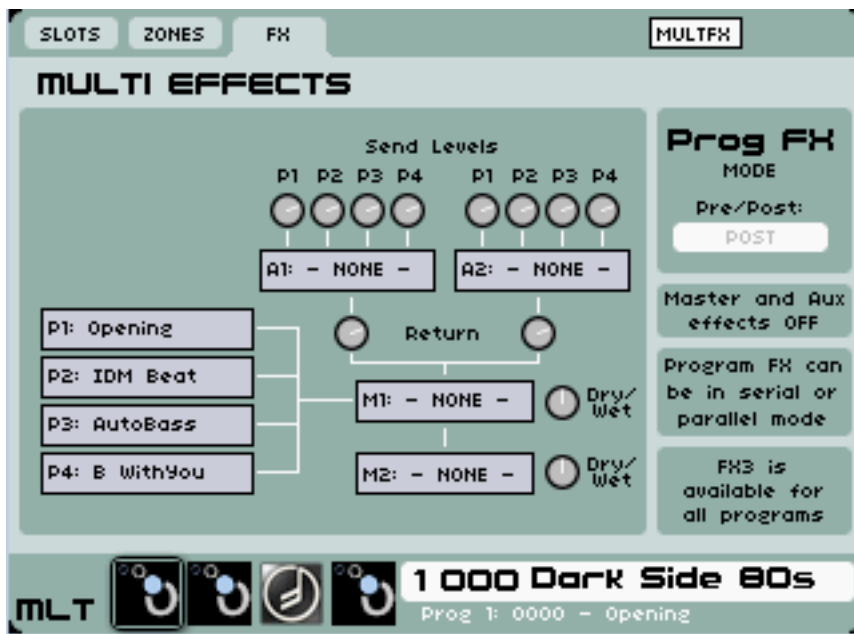 SLOTS ZONES FX MULTFX
MULTI EFFECTS
Send Levels
P1 P2 P3 P4 P1 P2 P3 P4
A1: - NONE - A2: - NONE -
Return
P1: Opening
P2: IDM Beat
P3: AutoBass
P4: B WithYou
M1: - NONE - Dry/
Wet
M2: - NONE - Dry/
Wet
Prog FX
MODE
Pre/Post:
POST
Master and Aux
effects OFF
Program FX can
be in serial or
parallel mode
FX3 is
available for
all programs
MLT
1 000 Dark Side 80s
Prog 1: 0000 - Opening